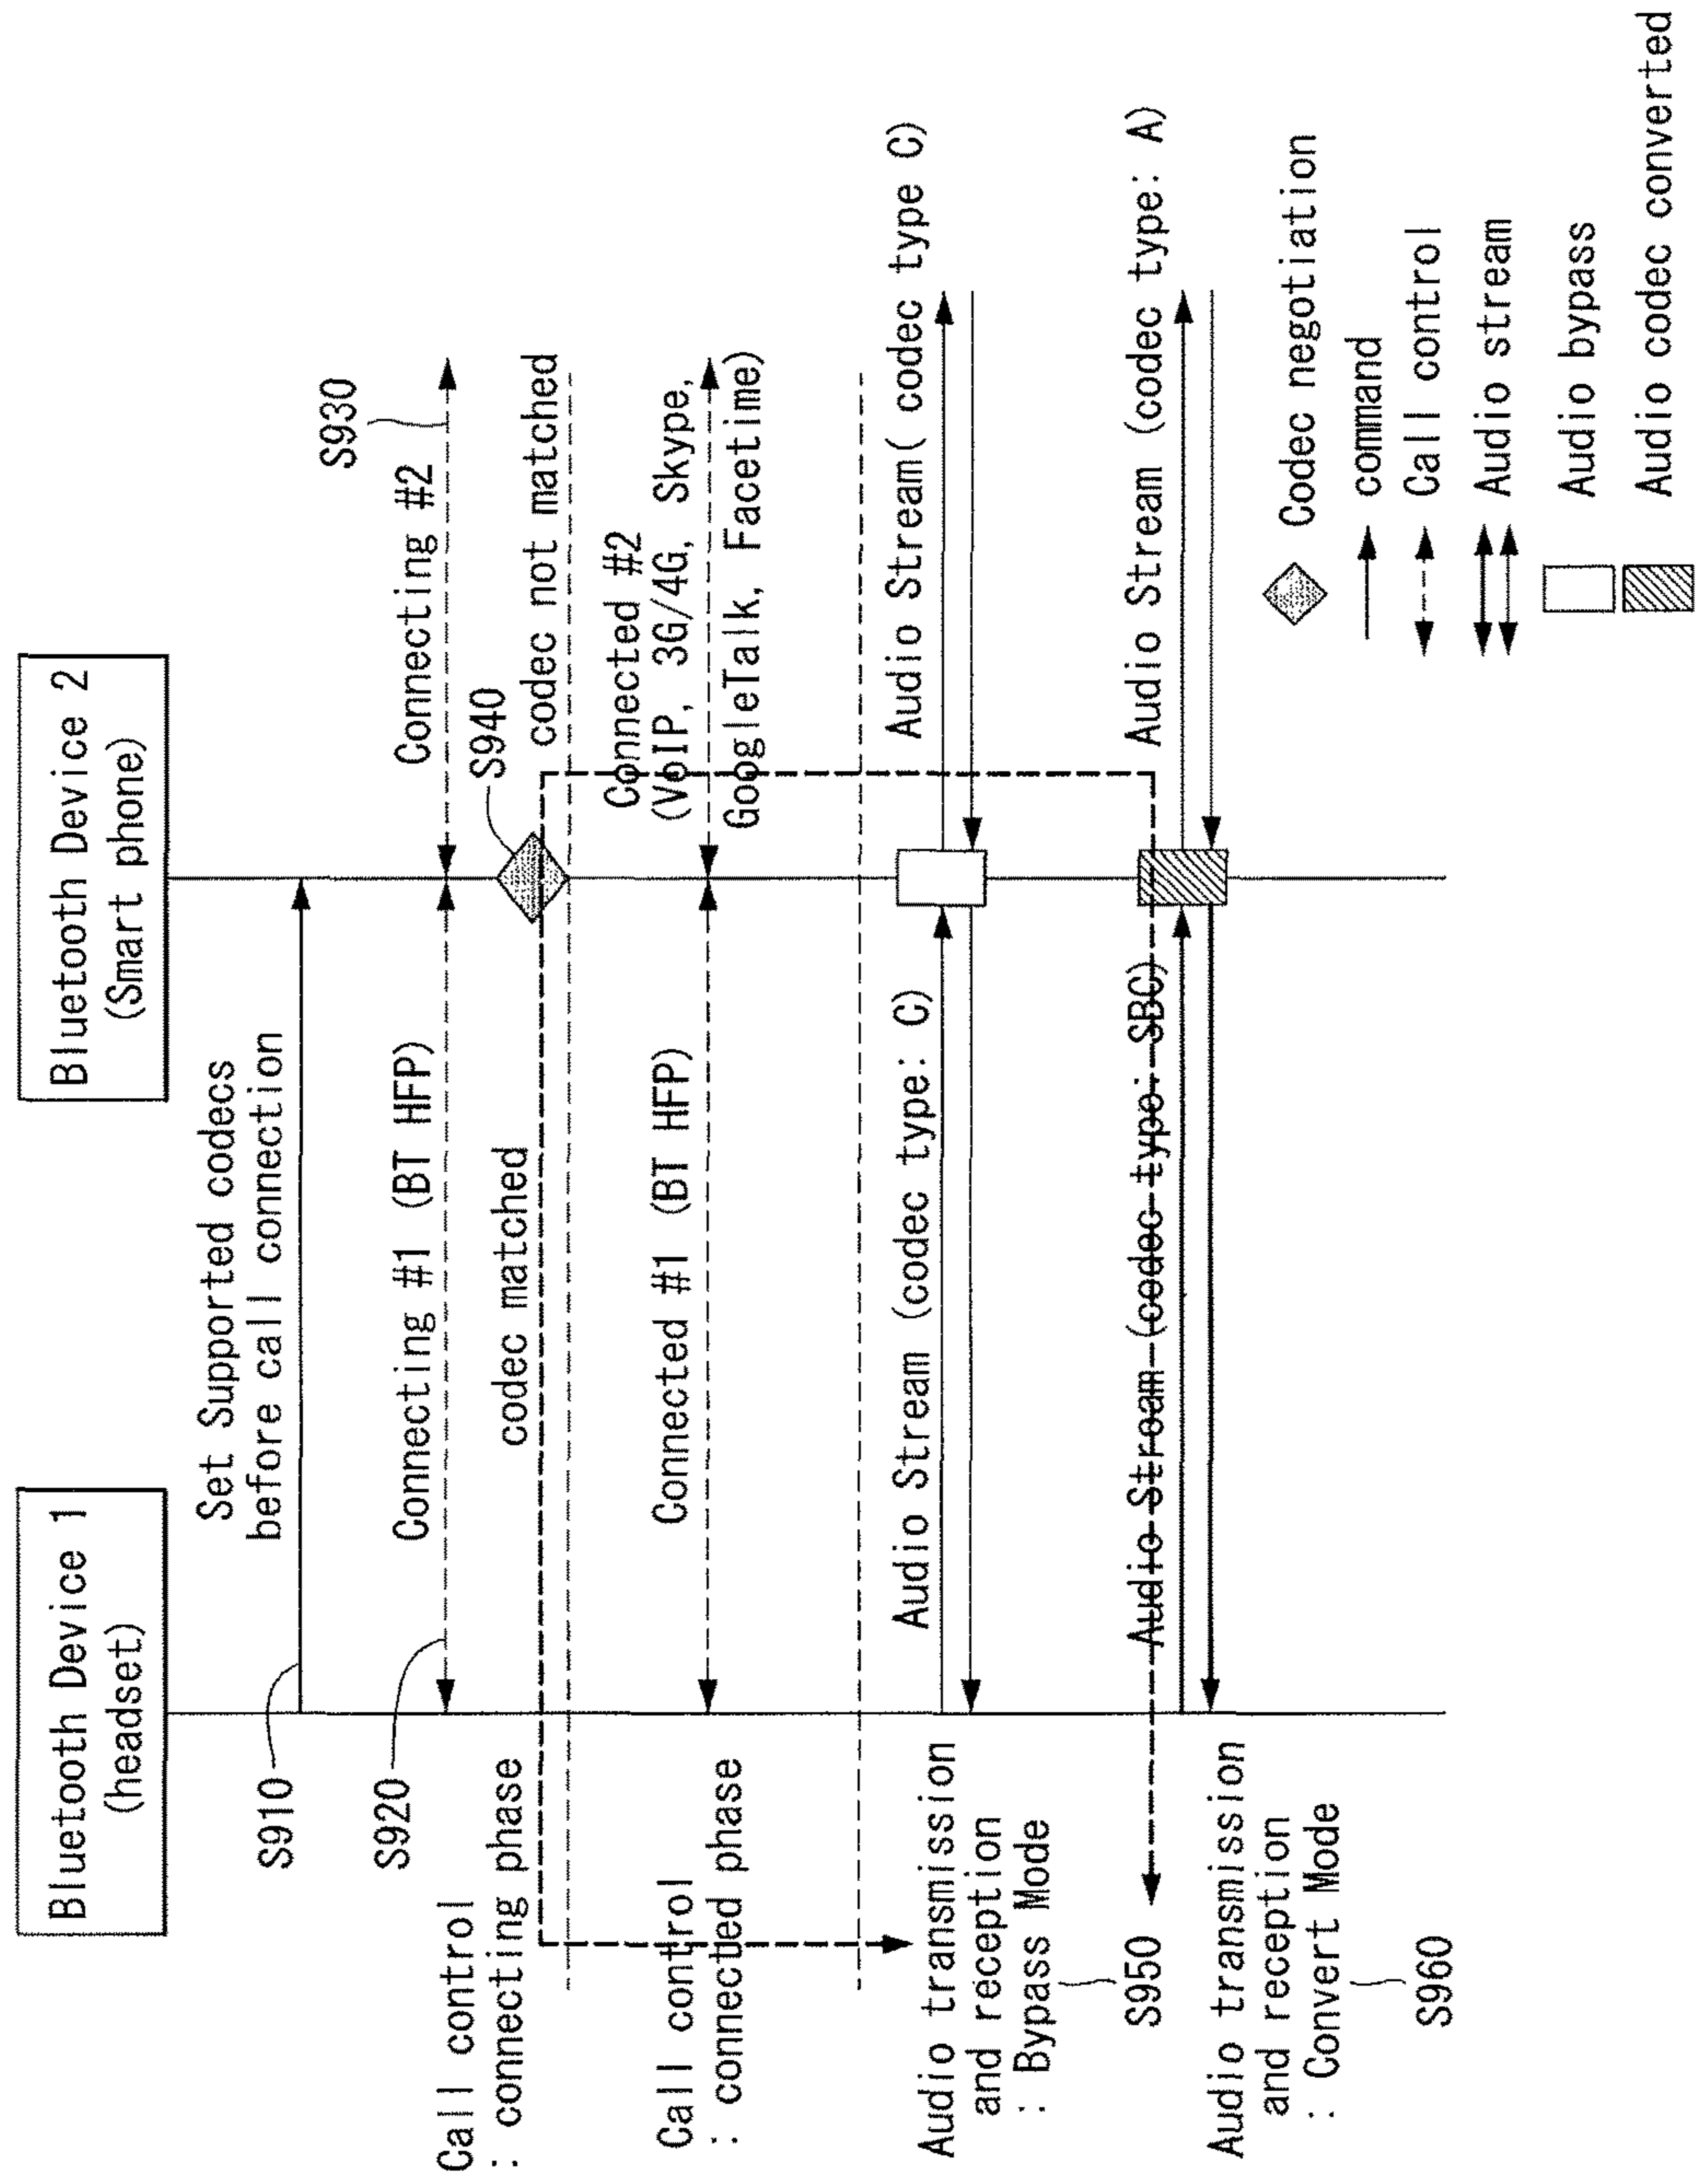 Bluetooth Device 1
(headset)
Bluetooth Device 2
(Smart phone)
S910
Set Supported codecs
before call connection
S920
Connecting #1 (BT HFP)
Connecting #2
S930
Call control
: connecting phase
codec matched
S940
codec not matched
Call control
: connected phase
Connected #1 (BT HFP)
Connected #2
(VoIP, 3G/4G, Skype,
GoogleTalk, Facetime)
Audio transmission
and reception
: Bypass Mode
S950
Audio Stream (codec type: C)
Audio Stream( codec type C)
Audio transmission
and reception
: Convert Mode
S960
Audio Stream (codec type: SBC)
Audio Stream (codec type: A)
Codec negotiation
command
Call control
Audio stream
Audio bypass
Audio codec converted